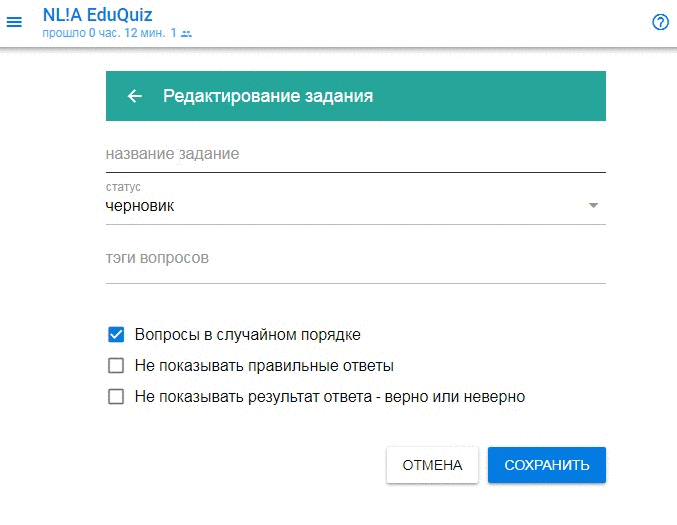 NL!A EduQuiz
прошло 0 час. 12 мин. 1
Редактирование задания
название задание
статус
черновик
тэги вопросов
Вопросы в случайном порядке
Не показывать правильные ответы
Не показывать результат ответа - верно или неверно
ОТМЕНА
СОХРАНИТЬ